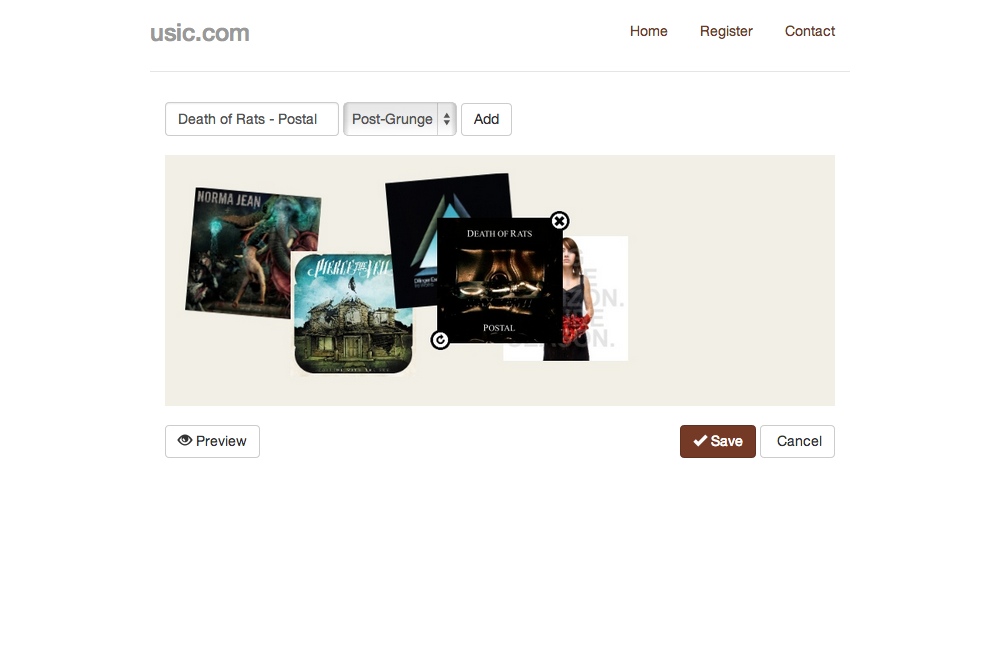 usic.com
Home Register Contact
Death of Rats - Postal Post-Grunge Add
NORMA JEAN
PIERCE THE VEIL
DEATH OF RATS
POSTAL
Preview Save Cancel